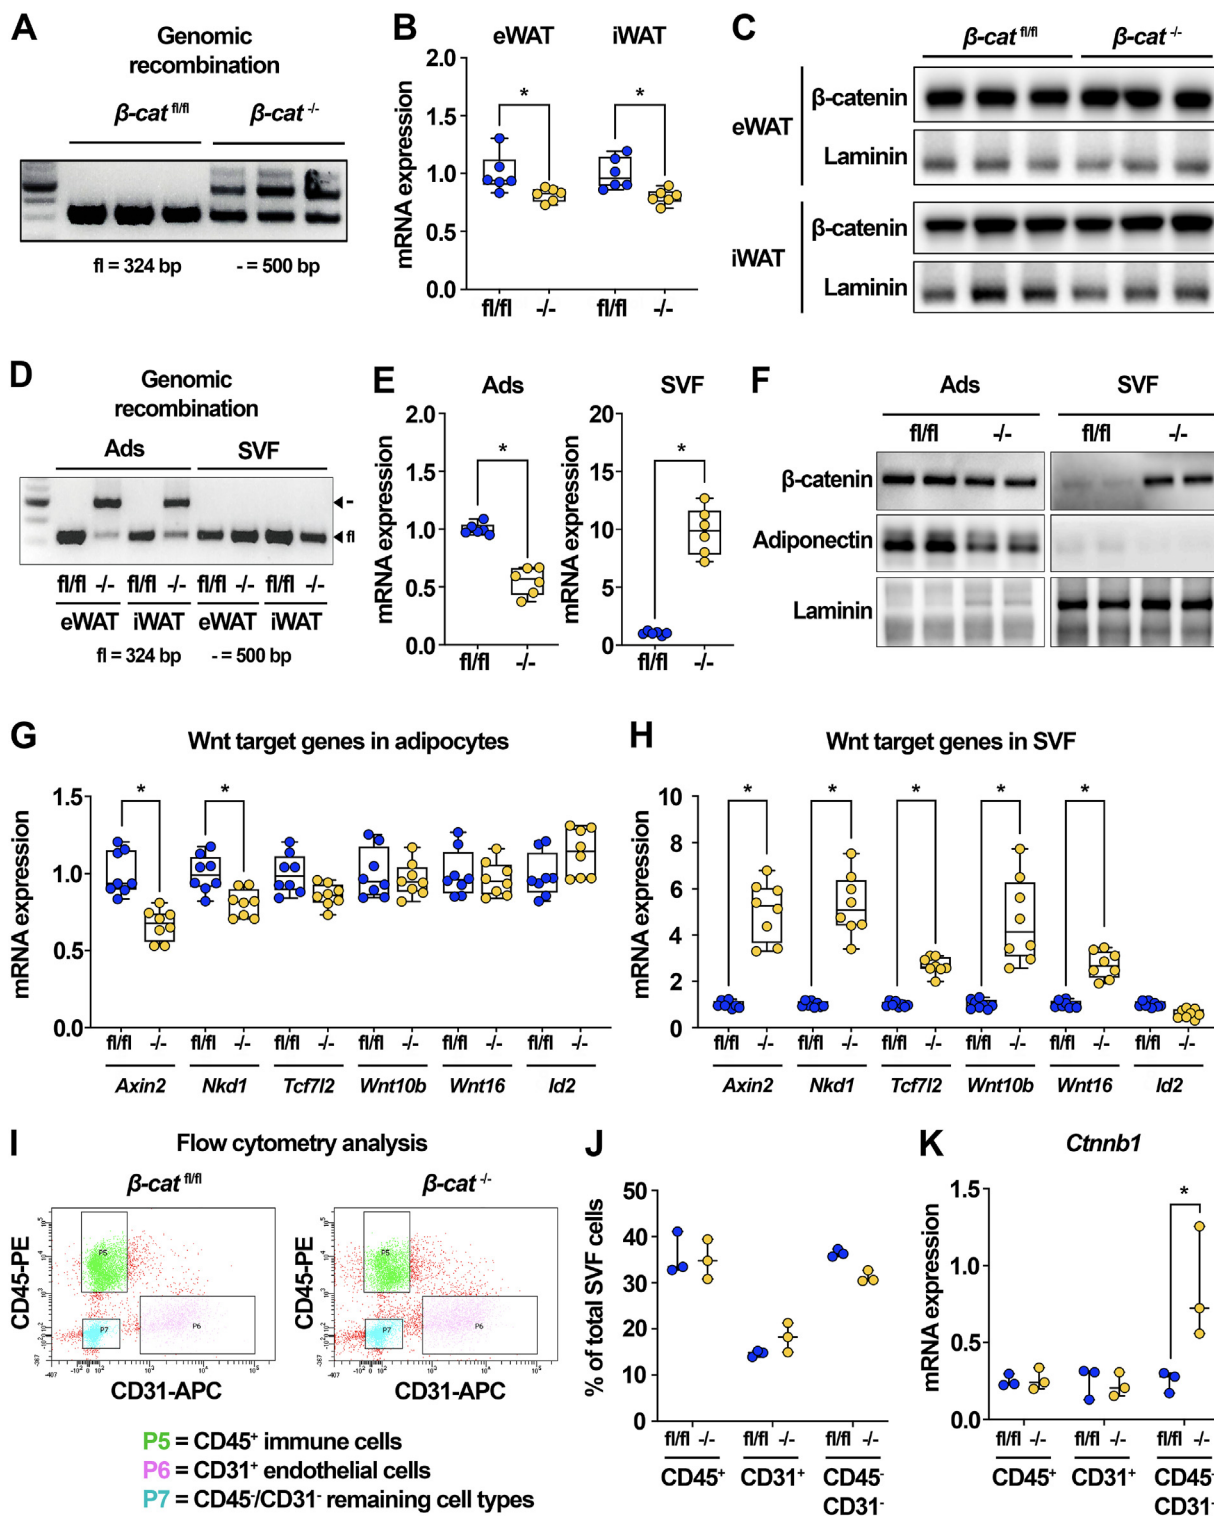 A
Genomic
recombination
β-cat fl/fl
β-cat -/-
fl = 324 bp
- = 500 bp
B
eWAT
iWAT
mRNA expression
2.0
1.5
1.0
0.5
0.0
*
*
fl/fl
-/-
fl/fl
-/-
C
β-cat fl/fl
β-cat -/-
eWAT
β-catenin
Laminin
iWAT
β-catenin
Laminin
D
Genomic
recombination
Ads
SVF
-
fl
fl/fl -/- fl/fl -/- fl/fl -/- fl/fl -/-
eWAT iWAT eWAT iWAT
fl = 324 bp
- = 500 bp
E
Ads
SVF
mRNA expression
2.0
1.5
1.0
0.5
0.0
*
fl/fl
-/-
mRNA expression
20
15
10
5
0
*
fl/fl
-/-
F
Ads
SVF
fl/fl
-/-
fl/fl
-/-
β-catenin
Adiponectin
Laminin
G
Wnt target genes in adipocytes
mRNA expression
1.5
1.0
0.5
0.0
*
*
fl/fl -/- fl/fl -/- fl/fl -/- fl/fl -/- fl/fl -/- fl/fl -/-
Axin2 Nkd1 Tcf7l2 Wnt10b Wnt16 Id2
H
Wnt target genes in SVF
mRNA expression
10
8
6
4
2
0
* * * * *
fl/fl -/- fl/fl -/- fl/fl -/- fl/fl -/- fl/fl -/- fl/fl -/-
Axin2 Nkd1 Tcf7l2 Wnt10b Wnt16 Id2
I
Flow cytometry analysis
β-cat fl/fl
β-cat -/-
CD45-PE
P5
P6
P7
CD31-APC
CD45-PE
P5
P6
P7
CD31-APC
P5 = CD45+ immune cells
P6 = CD31+ endothelial cells
P7 = CD45-/CD31- remaining cell types
J
% of total SVF cells
50
40
30
20
10
0
fl/fl -/- fl/fl -/- fl/fl -/-
CD45+ CD31+ CD45-
CD31-
K
Ctnnb1
mRNA expression
1.5
1.0
0.5
0.0
*
fl/fl -/- fl/fl -/- fl/fl -/-
CD45+ CD31+ CD45-
CD31-